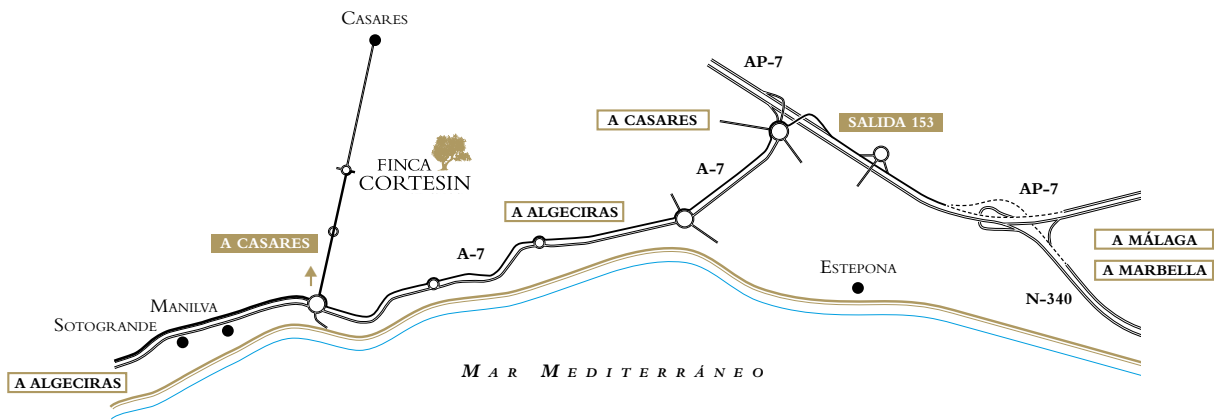 CASARES
AP-7
A CASARES
SALIDA 153
FINCA
CORTESIN
A-7
AP-7
A ALGECIRAS
A CASARES
A-7
A MÁLAGA
ESTEPONA
A MARBELLA
MANILVA
N-340
SOTOGRANDE
MAR MEDITERRÁNEO
A ALGECIRAS